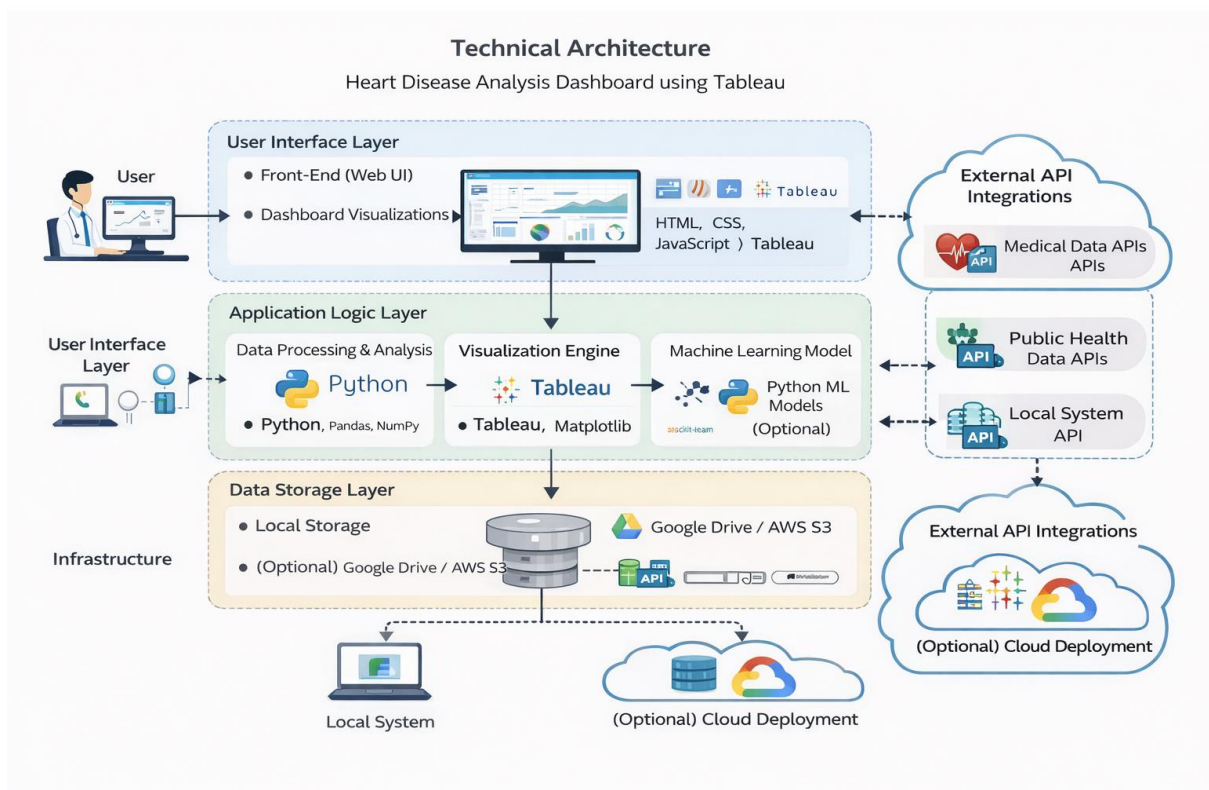 Technical Architecture
Heart Disease Analysis Dashboard using Tableau
User
User Interface Layer
● Front-End (Web UI)
● Dashboard Visualizations
Tableau
HTML, CSS,
JavaScript 〉 Tableau
External API
Integrations
API
Medical Data APIs
APIs
User Interface
Layer
Application Logic Layer
Data Processing & Analysis
Python
● Python, Pandas, NumPy
Visualization Engine
Tableau
● Tableau, Matplotlib
Machine Learning Model
Python ML
Models
(Optional)
API
Public Health
Data APIs
API
Local System
API
Infrastructure
Data Storage Layer
● Local Storage
● (Optional) Google Drive / AWS S3
Google Drive / AWS S3
API
External API Integrations
(Optional) Cloud Deployment
Local System
(Optional) Cloud Deployment